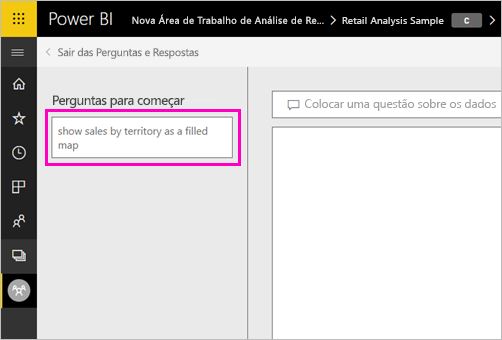 Power BI
Nova Área de Trabalho de Análise de Re... > Retail Analysis Sample C >
< Sair das Perguntas e Respostas
Perguntas para começar
show sales by territory as a filled
map
Colocar uma questão sobre os dados